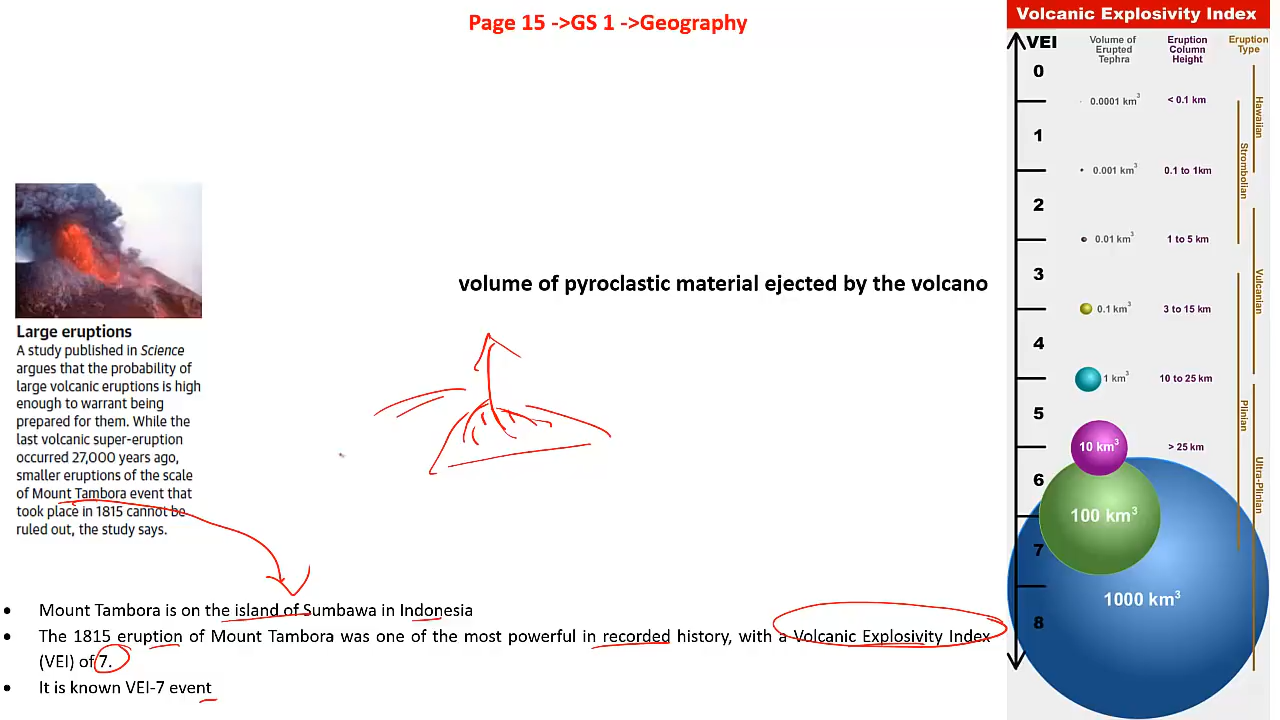 Page 15 ->GS 1 ->Geography
Large eruptions
A study published in Science
argues that the probability of
large volcanic eruptions is high
enough to warrant being
prepared for them. While the
last volcanic super-eruption
occurred 27,000 years ago,
smaller eruptions of the scale
of Mount Tambora event that
took place in 1815 cannot be
ruled out, the study says.
volume of pyroclastic material ejected by the volcano
• Mount Tambora is on the island of Sumbawa in Indonesia
• The 1815 eruption of Mount Tambora was one of the most powerful in recorded history, with a Volcanic Explosivity Index
(VEI) of 7.
• It is known VEI-7 event
Volcanic Explosivity Index
VEI
Volume of
Erupted
Tephra
Eruption
Column
Height
Eruption
Type
0
0.0001 km³ < 0.1 km
1
0.001 km³ 0.1 to 1km
2
0.01 km³ 1 to 5 km
3
0.1 km³ 3 to 15 km
4
1 km³ 10 to 25 km
5
10 km³ > 25 km
6
100 km³
7
1000 km³
8
Hawaiian
Strombolian
Vulcanian
Plinian
Ultra-Plinian